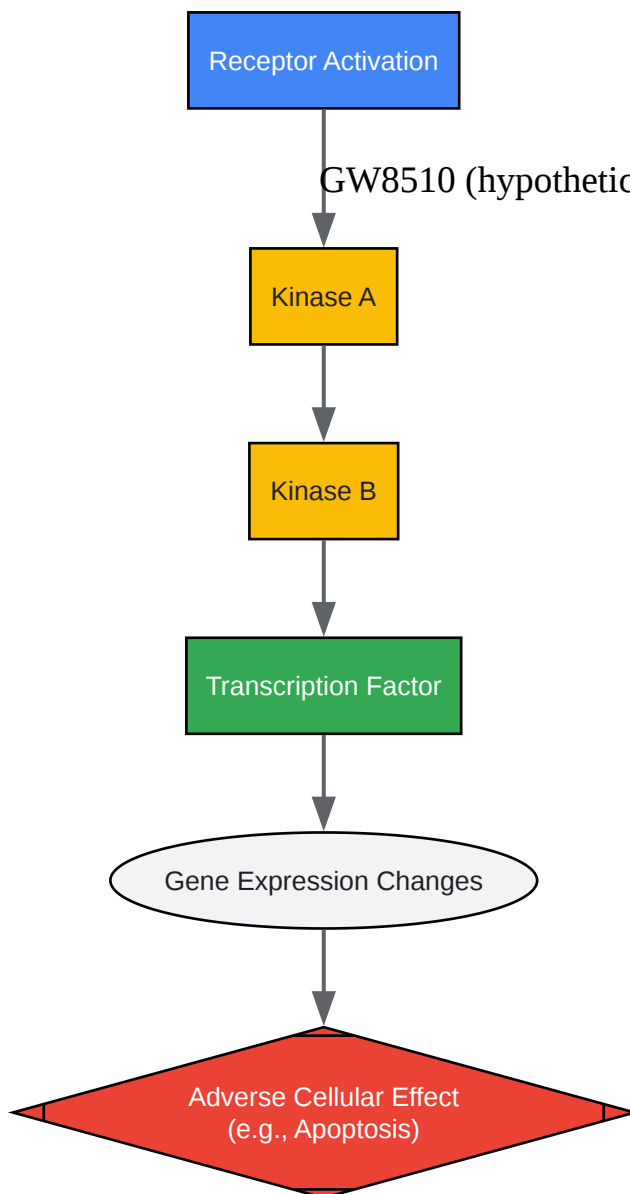 Receptor Activation
GW8510 (hypothetic
Kinase A
Kinase B
Transcription Factor
Gene Expression Changes
Adverse Cellular Effect
(e.g., Apoptosis)